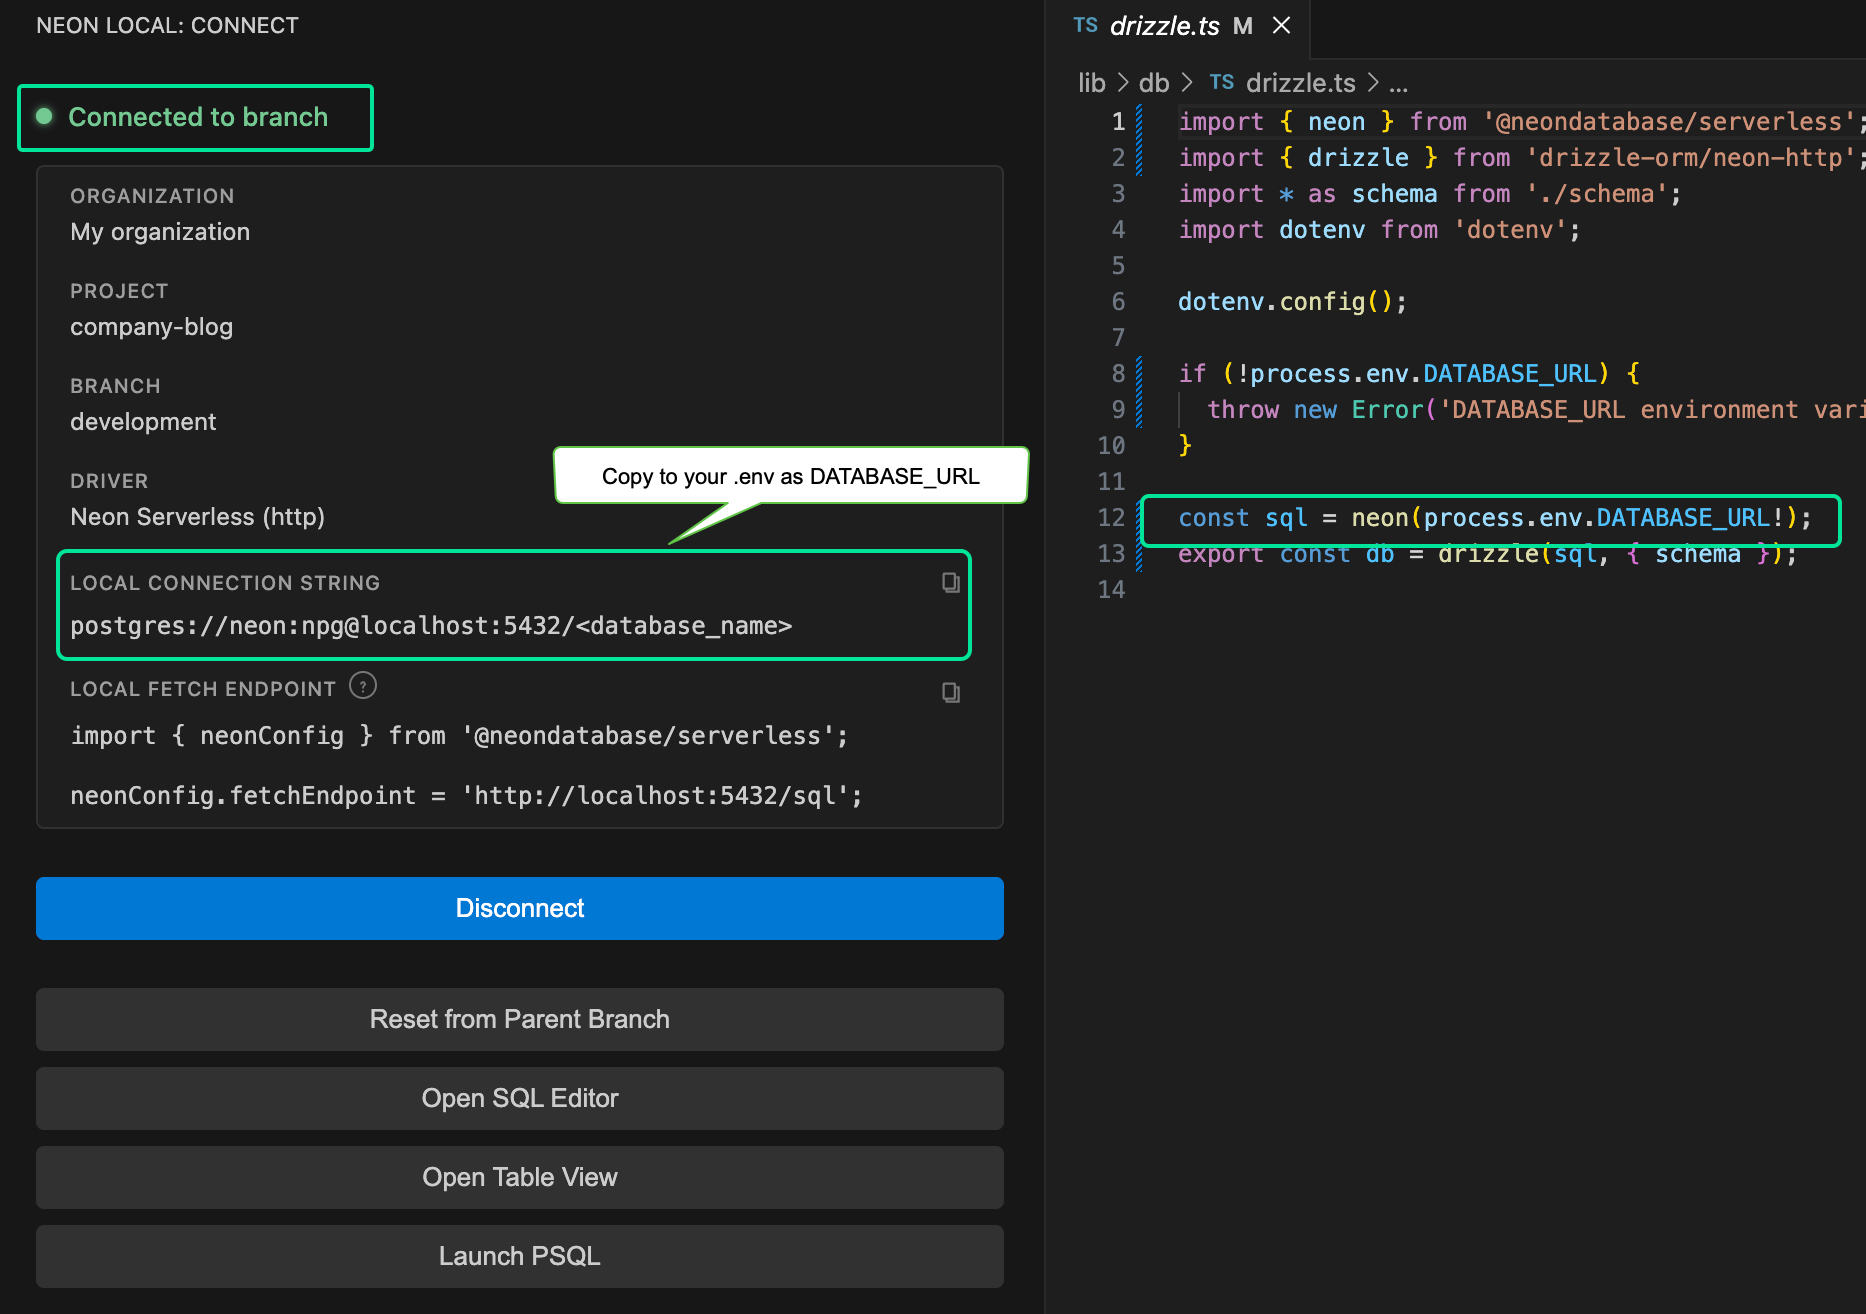 NEON LOCAL: CONNECT
Connected to branch
ORGANIZATION
My organization
PROJECT
company-blog
BRANCH
development
DRIVER
Neon Serverless (http)
Copy to your .env as DATABASE_URL
LOCAL CONNECTION STRING
postgres://neon:npg@localhost:5432/<database_name>
LOCAL FETCH ENDPOINT ?
import { neonConfig } from '@neondatabase/serverless';
neonConfig.fetchEndpoint = 'http://localhost:5432/sql';
Disconnect
Reset from Parent Branch
Open SQL Editor
Open Table View
Launch PSQL
TS drizzle.ts M
lib > db > TS drizzle.ts > ...
1 import { neon } from '@neondatabase/serverless';
2 import { drizzle } from 'drizzle-orm/neon-http';
3 import * as schema from './schema';
4 import dotenv from 'dotenv';
5
6 dotenv.config();
7
8 if (!process.env.DATABASE_URL) {
9 throw new Error('DATABASE_URL environment vari
10 }
11
12 const sql = neon(process.env.DATABASE_URL!);
13 export const db = drizzle(sql, { schema });
14